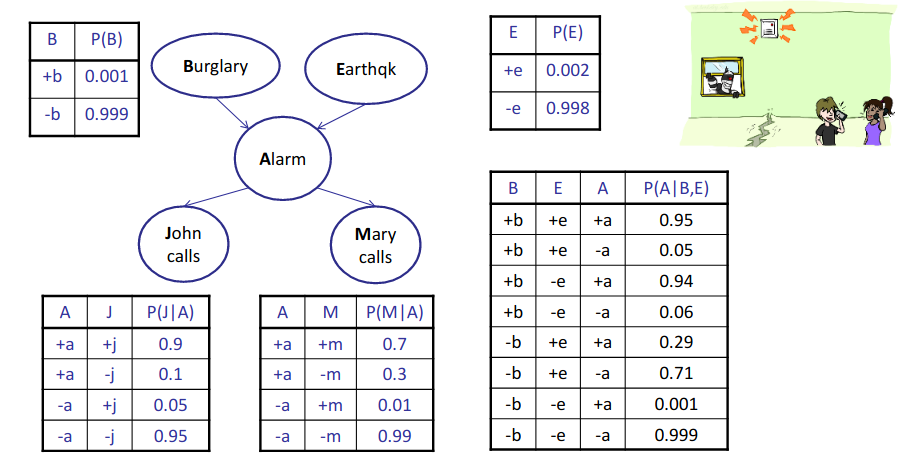 B P(B)
+b 0.001
-b 0.999
Burglary
Earthqk
E P(E)
+e 0.002
-e 0.998
Alarm
John
calls
Mary
calls
A J P(J|A)
+a +j 0.9
+a -j 0.1
-a +j 0.05
-a -j 0.95
A M P(M|A)
+a +m 0.7
+a -m 0.3
-a +m 0.01
-a -m 0.99
B E A P(A|B,E)
+b +e +a 0.95
+b +e -a 0.05
+b -e +a 0.94
+b -e -a 0.06
-b +e +a 0.29
-b +e -a 0.71
-b -e +a 0.001
-b -e -a 0.999